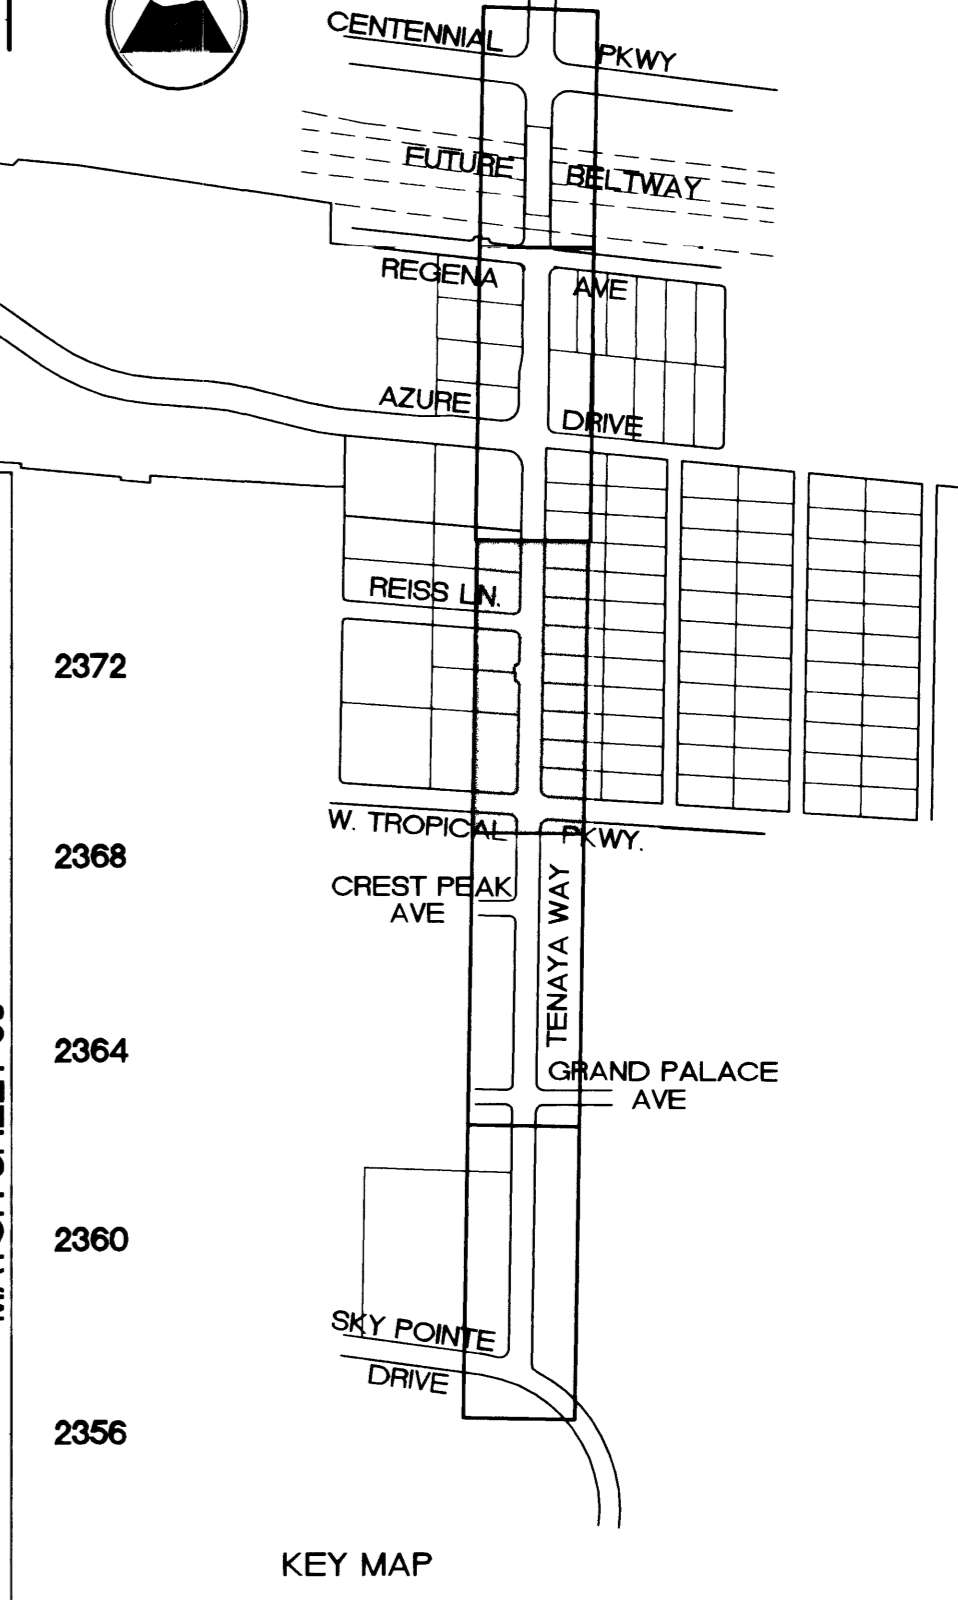 CENTENNIAL PKWY
FUTURE BELTWAY
REGENA AVE
AZURE DRIVE
REISS LN.
2372
W. TROPICAL PKWY.
2368
CREST PEAK
AVE
TENAYA WAY
2364
GRAND PALACE
AVE
2360
SKY POINTE
DRIVE
2356
KEY MAP